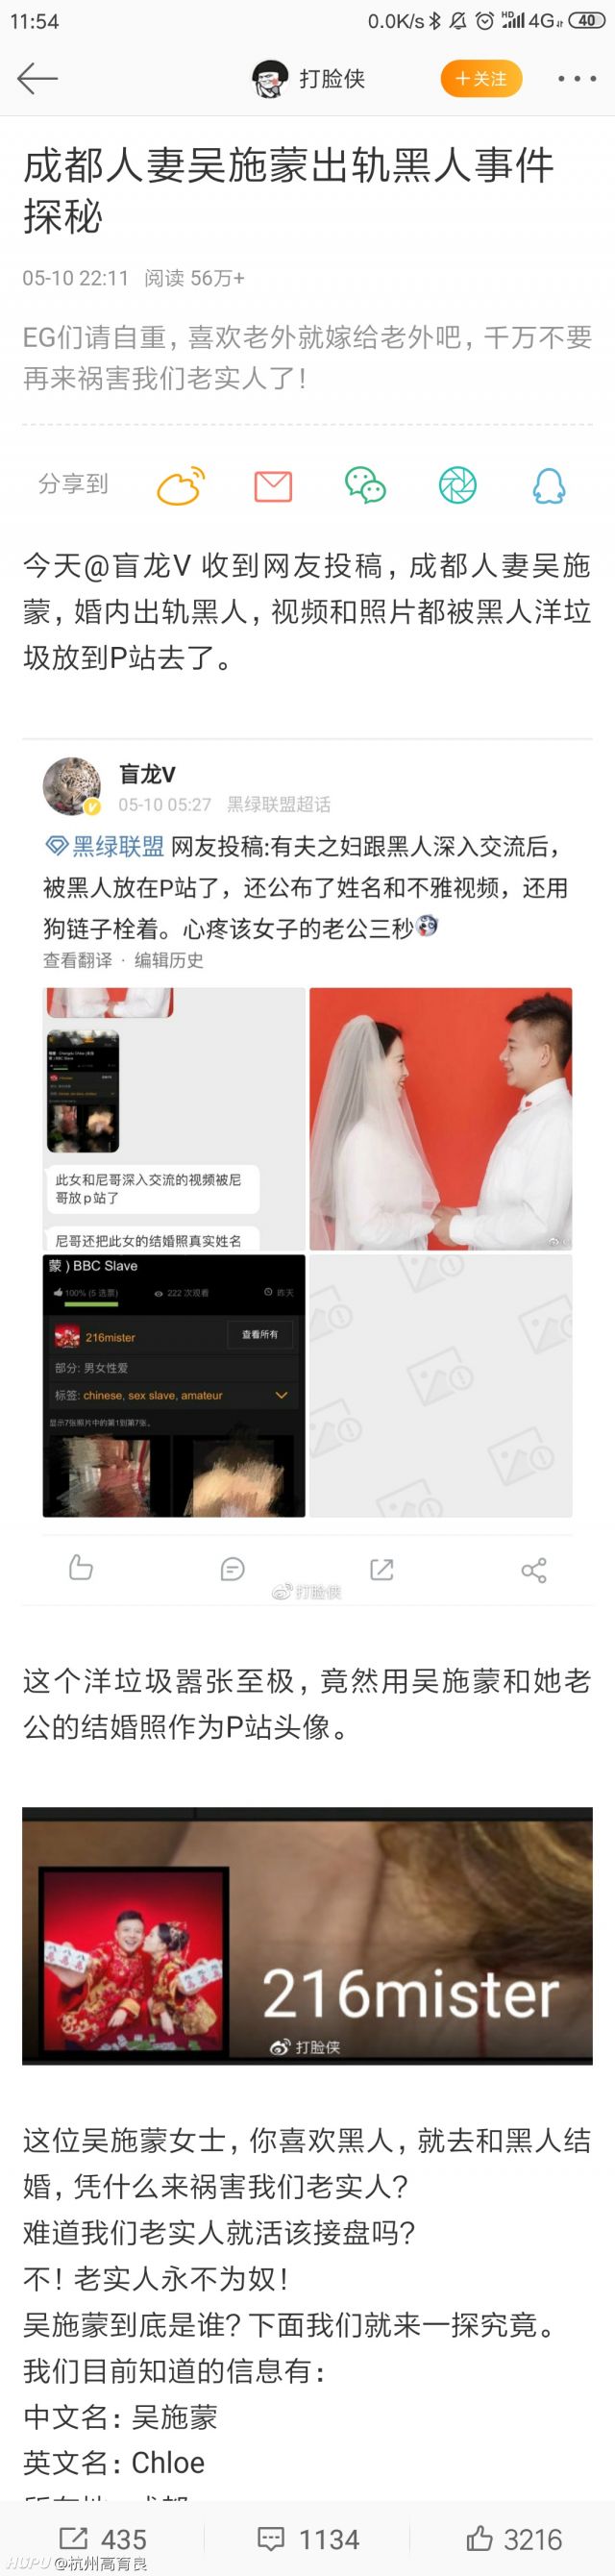 11:54
0.0K/s HD 4G 40
打脸侠
＋关注
成都人妻吴施蒙出轨黑人事件
探秘
05-10 22:11 阅读 56万+
EG们请自重，喜欢老外就嫁给老外吧，千万不要
再来祸害我们老实人了！
分享到
今天@盲龙V 收到网友投稿，成都人妻吴施
蒙，婚内出轨黑人，视频和照片都被黑人洋垃
圾放到P站去了。
盲龙V
05-10 05:27 黑绿联盟超话
黑绿联盟 网友投稿:有夫之妇跟黑人深入交流后，
被黑人放在P站了，还公布了姓名和不雅视频，还用
狗链子栓着。心疼该女子的老公三秒
查看翻译 · 编辑历史
此女和尼哥深入交流的视频被尼
哥放p站了
尼哥还把此女的结婚照真实姓名
蒙 ) BBC Slave
100% (5 选票) 222 次观看 昨天
216mister
查看所有
部分: 男女性爱
标签: chinese, sex slave, amateur
显示7张照片中的第1到第7张。
打脸侠
这个洋垃圾嚣张至极，竟然用吴施蒙和她老
公的结婚照作为P站头像。
216mister
打脸侠
这位吴施蒙女士，你喜欢黑人，就去和黑人结
婚，凭什么来祸害我们老实人？
难道我们老实人就活该接盘吗？
不！老实人永不为奴！
吴施蒙到底是谁？下面我们就来一探究竟。
我们目前知道的信息有：
中文名：吴施蒙
英文名：Chloe
435
1134
3216
HUPU @杭州高育良